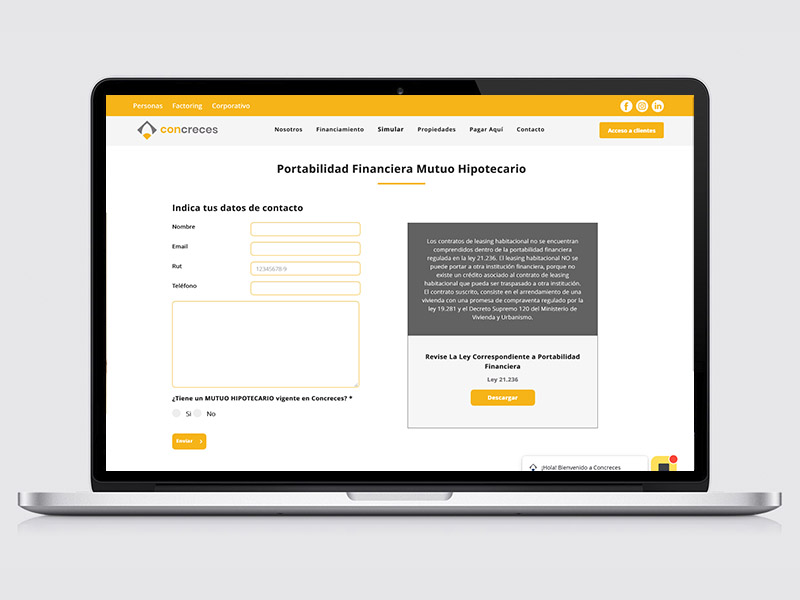 Personas Factoring Corporativo
concreces
Nosotros Financiamiento Simular Propiedades Pagar Aquí Contacto
Acceso a clientes
Portabilidad Financiera Mutuo Hipotecario
Indica tus datos de contacto
Nombre
Email
Rut
12345678-9
Teléfono
¿Tiene un MUTUO HIPOTECARIO vigente en Concreces? *
Si No
Enviar
Los contratos de leasing habitacional no se encuentran
comprendidos dentro de la portabilidad financiera
regulada en la ley 21.236. El leasing habitacional NO se
puede portar a otra institución financiera, porque no
existe un crédito asociado al contrato de leasing
habitacional que pueda ser traspasado a otra institución.
El contrato suscrito, consiste en el arrendamiento de una
vivienda con una promesa de compraventa regulado por la
ley 19.281 y el Decreto Supremo 120 del Ministerio de
Vivienda y Urbanismo.
Revise La Ley Correspondiente a Portabilidad
Financiera
Ley 21.236
Descargar
¡Hola! Bienvenido a Concreces